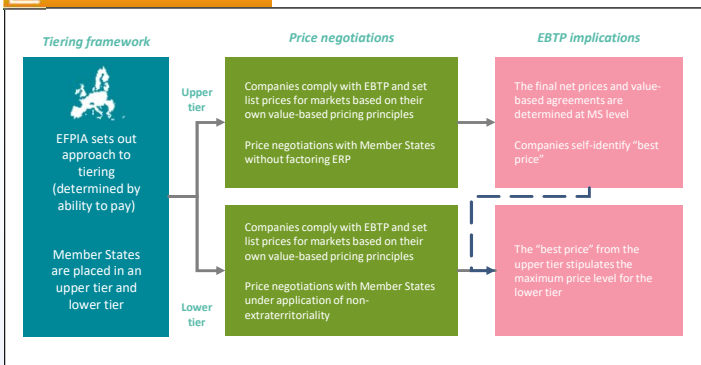 Tiering framework
Price negotiations
EBTP implications
EFPIA sets out
approach to
tiering
(determined by
ability to pay)
Member States
are placed in an
upper tier and
lower tier
Upper
tier
Companies comply with EBTP and set
list prices for markets based on their
own value-based pricing principles
Price negotiations with Member States
without factoring ERP
The final net prices and value-
based agreements are
determined at MS level
Companies self-identify “best
price”
Lower
tier
Companies comply with EBTP and set
list prices for markets based on their
own value-based pricing principles
Price negotiations with Member States
under application of non-
extraterritoriality
The “best price” from the
upper tier stipulates the
maximum price level for the
lower tier